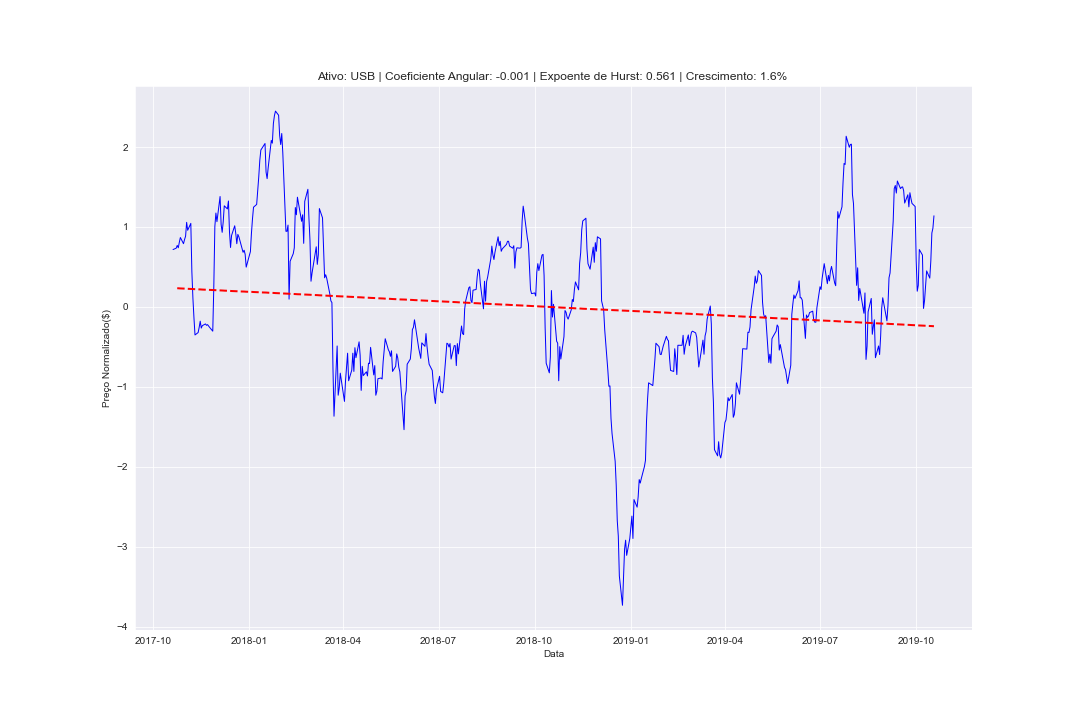 Ativo: USB | Coeficiente Angular: -0.001 | Expoente de Hurst: 0.561 | Crescimento: 1.6%
Preço Normalizado($)
2
1
0
−1
−2
−3
−4
2017-10 2018-01 2018-04 2018-07 2018-10 2019-01 2019-04 2019-07 2019-10
Data